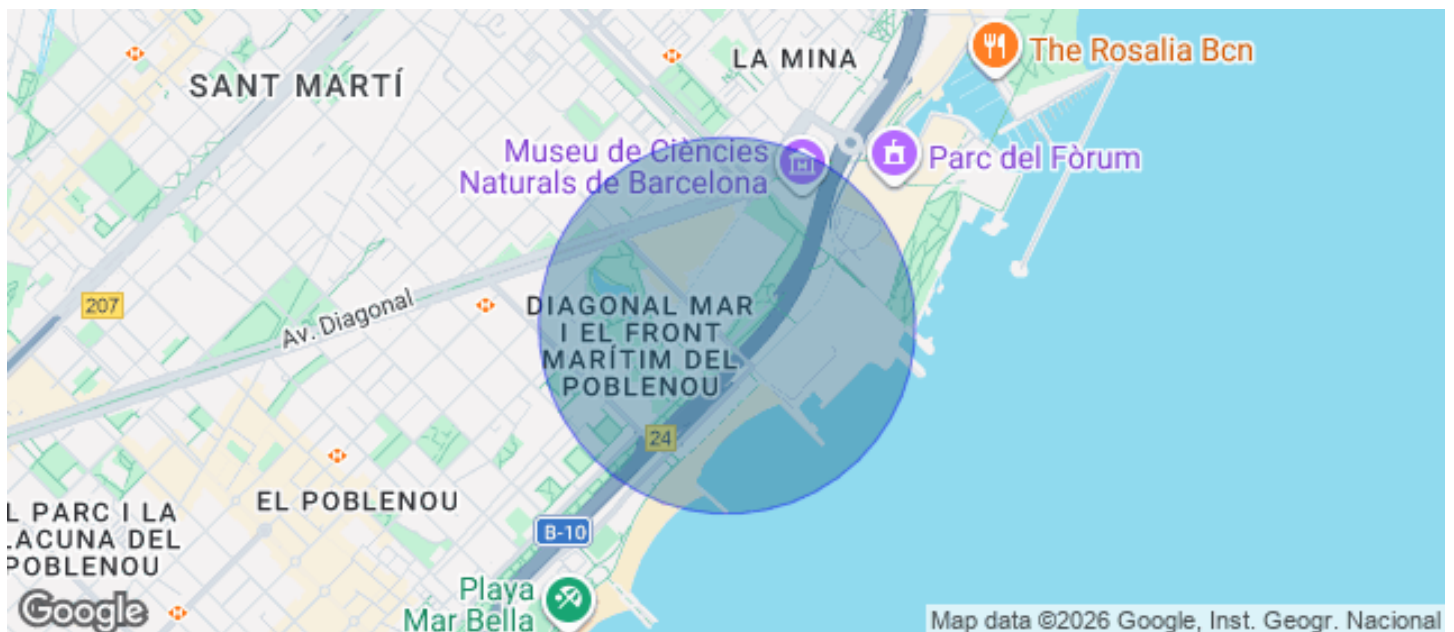 LA MINA
The Rosalia Bcn
SANT MARTÍ
Museu de Ciències
Naturals de Barcelona
Parc del Fòrum
207
Av. Diagonal
DIAGONAL MAR
I EL FRONT
MARÍTIM DEL
POBLENOU
24
EL POBLENOU
L PARC I LA
LACUNA DEL
POBLENOU
B-10
Playa
Mar Bella
Google
Map data ©2026 Google, Inst. Geogr. Nacional